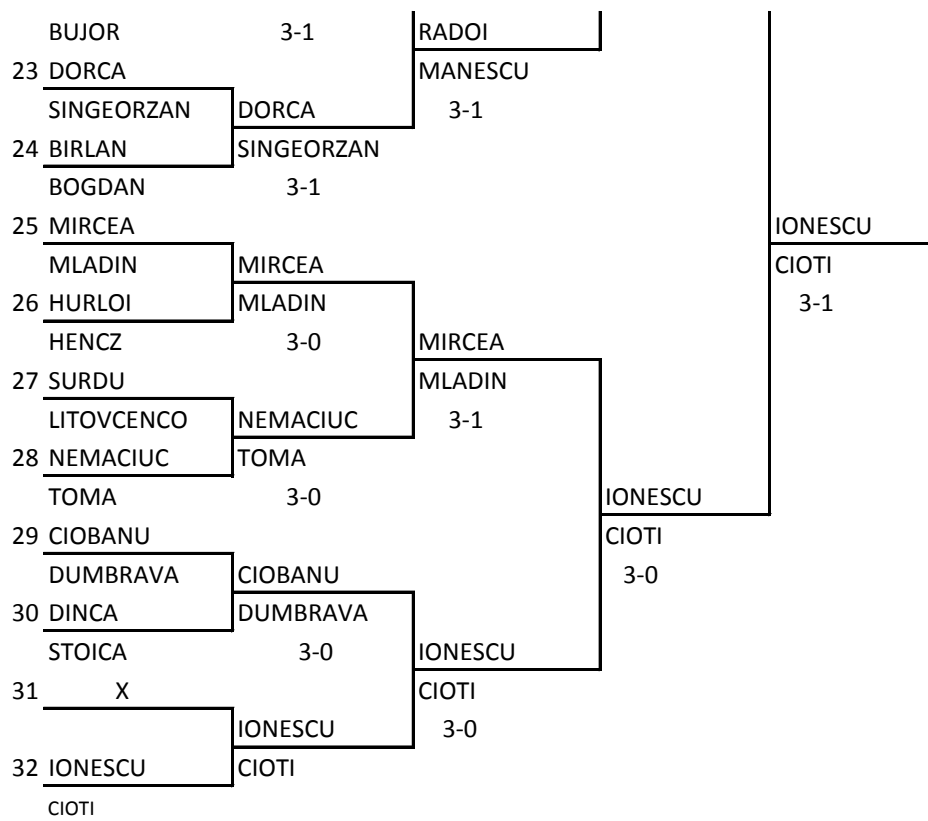 BUJOR 3-1 RADOI
23 DORCA MANESCU
SINGEORZAN DORCA 3-1
24 BIRLAN SINGEORZAN
BOGDAN 3-1
25 MIRCEA IONESCU
MLADIN MIRCEA CIOTI
26 HURLOI MLADIN 3-1
HENCZ 3-0 MIRCEA
27 SURDU MLADIN
LITOVCENCO NEMACIUC 3-1
28 NEMACIUC TOMA
TOMA 3-0 IONESCU
29 CIOBANU CIOTI
DUMBRAVA CIOBANU 3-0
30 DINCA DUMBRAVA
STOICA 3-0 IONESCU
31 X CIOTI
IONESCU 3-0
32 IONESCU CIOTI
CIOTI